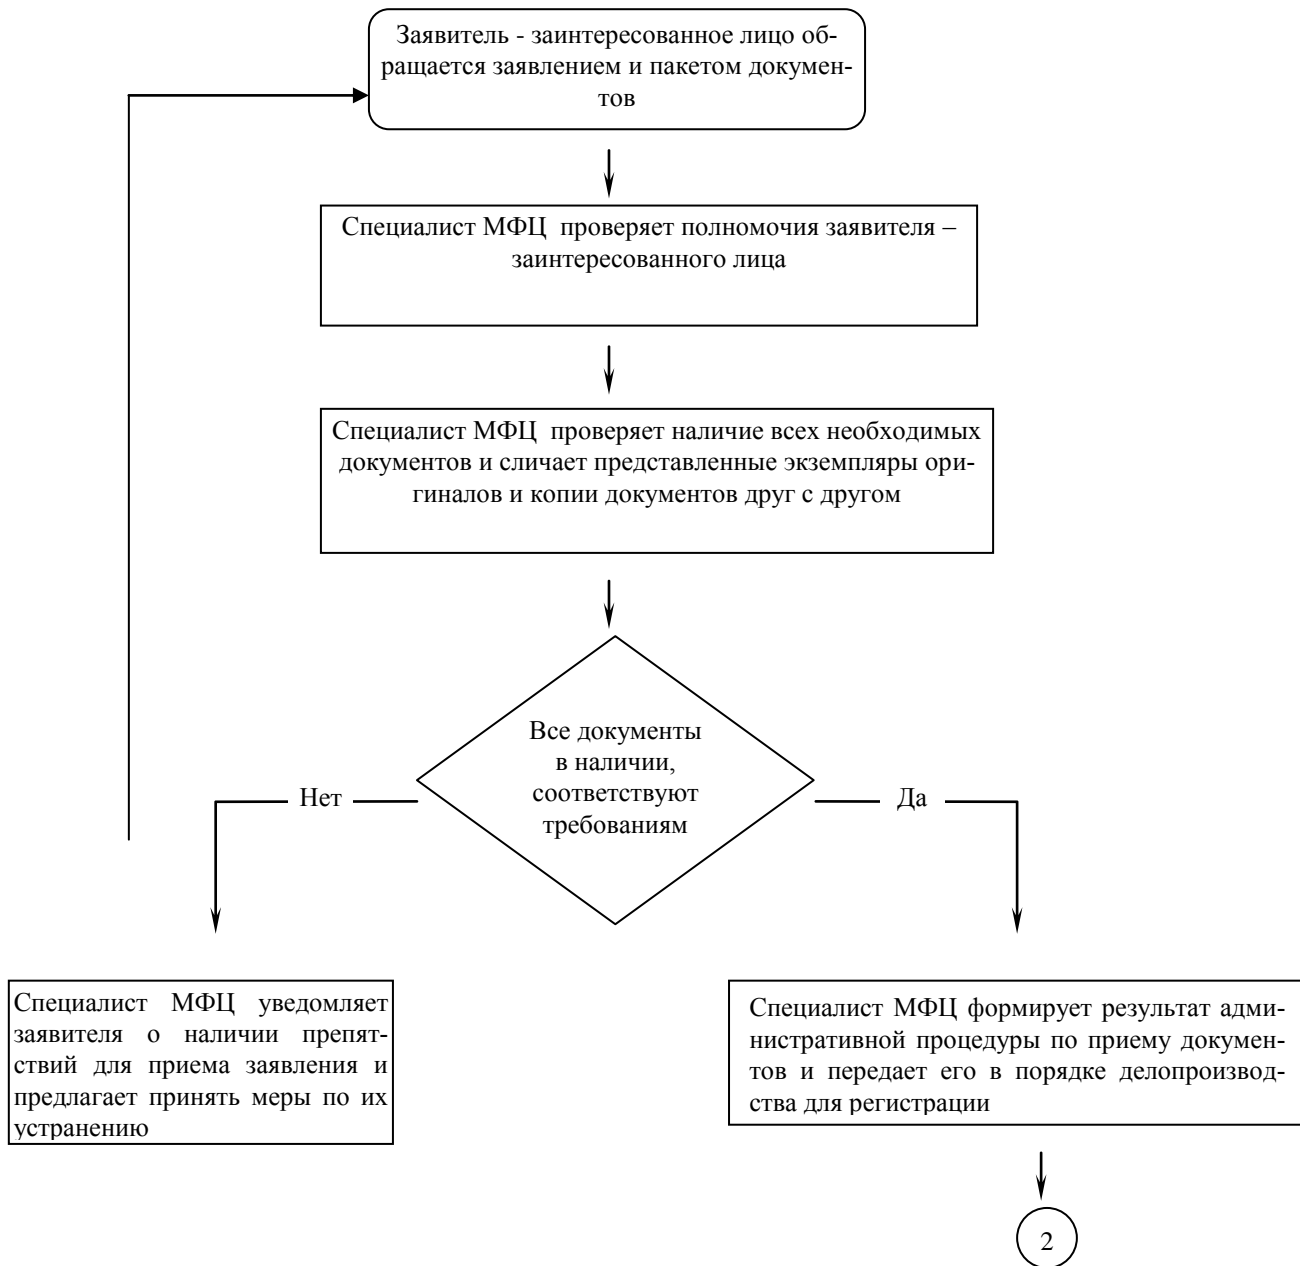 Заявитель - заинтересованное лицо об-
ращается заявлением и пакетом докумен-
тов
Специалист МФЦ проверяет полномочия заявителя –
заинтересованного лица
Специалист МФЦ проверяет наличие всех необходимых
документов и сличает представленные экземпляры ори-
гиналов и копии документов друг с другом
Все документы
в наличии,
соответствуют
требованиям
Нет
Да
Специалист МФЦ уведомляет
заявителя о наличии препят-
ствий для приема заявления и
предлагает принять меры по их
устранению
Специалист МФЦ формирует результат адми-
нистративной процедуры по приему докумен-
тов и передает его в порядке делопроизвод-
ства для регистрации
2